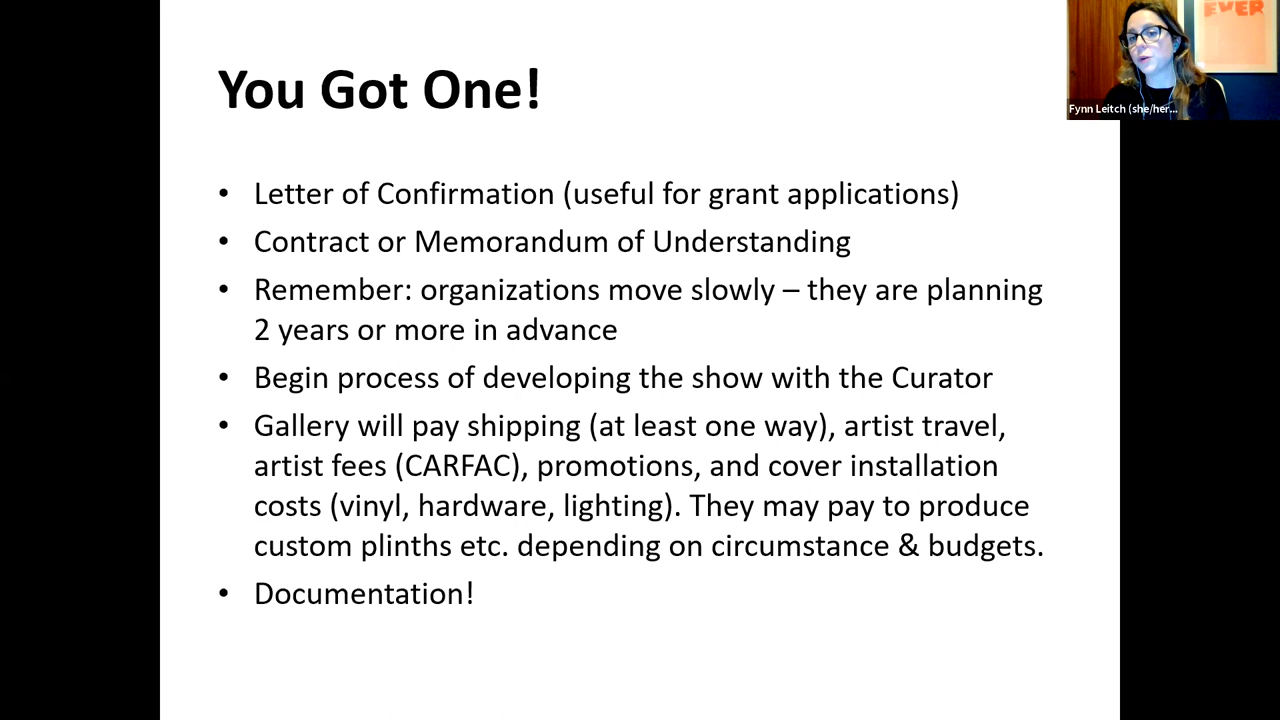 You Got One!
• Letter of Confirmation (useful for grant applications)
• Contract or Memorandum of Understanding
• Remember: organizations move slowly – they are planning
2 years or more in advance
• Begin process of developing the show with the Curator
• Gallery will pay shipping (at least one way), artist travel,
artist fees (CARFAC), promotions, and cover installation
costs (vinyl, hardware, lighting). They may pay to produce
custom plinths etc. depending on circumstance & budgets.
• Documentation!
EVER
Fynn Leitch (she/her...